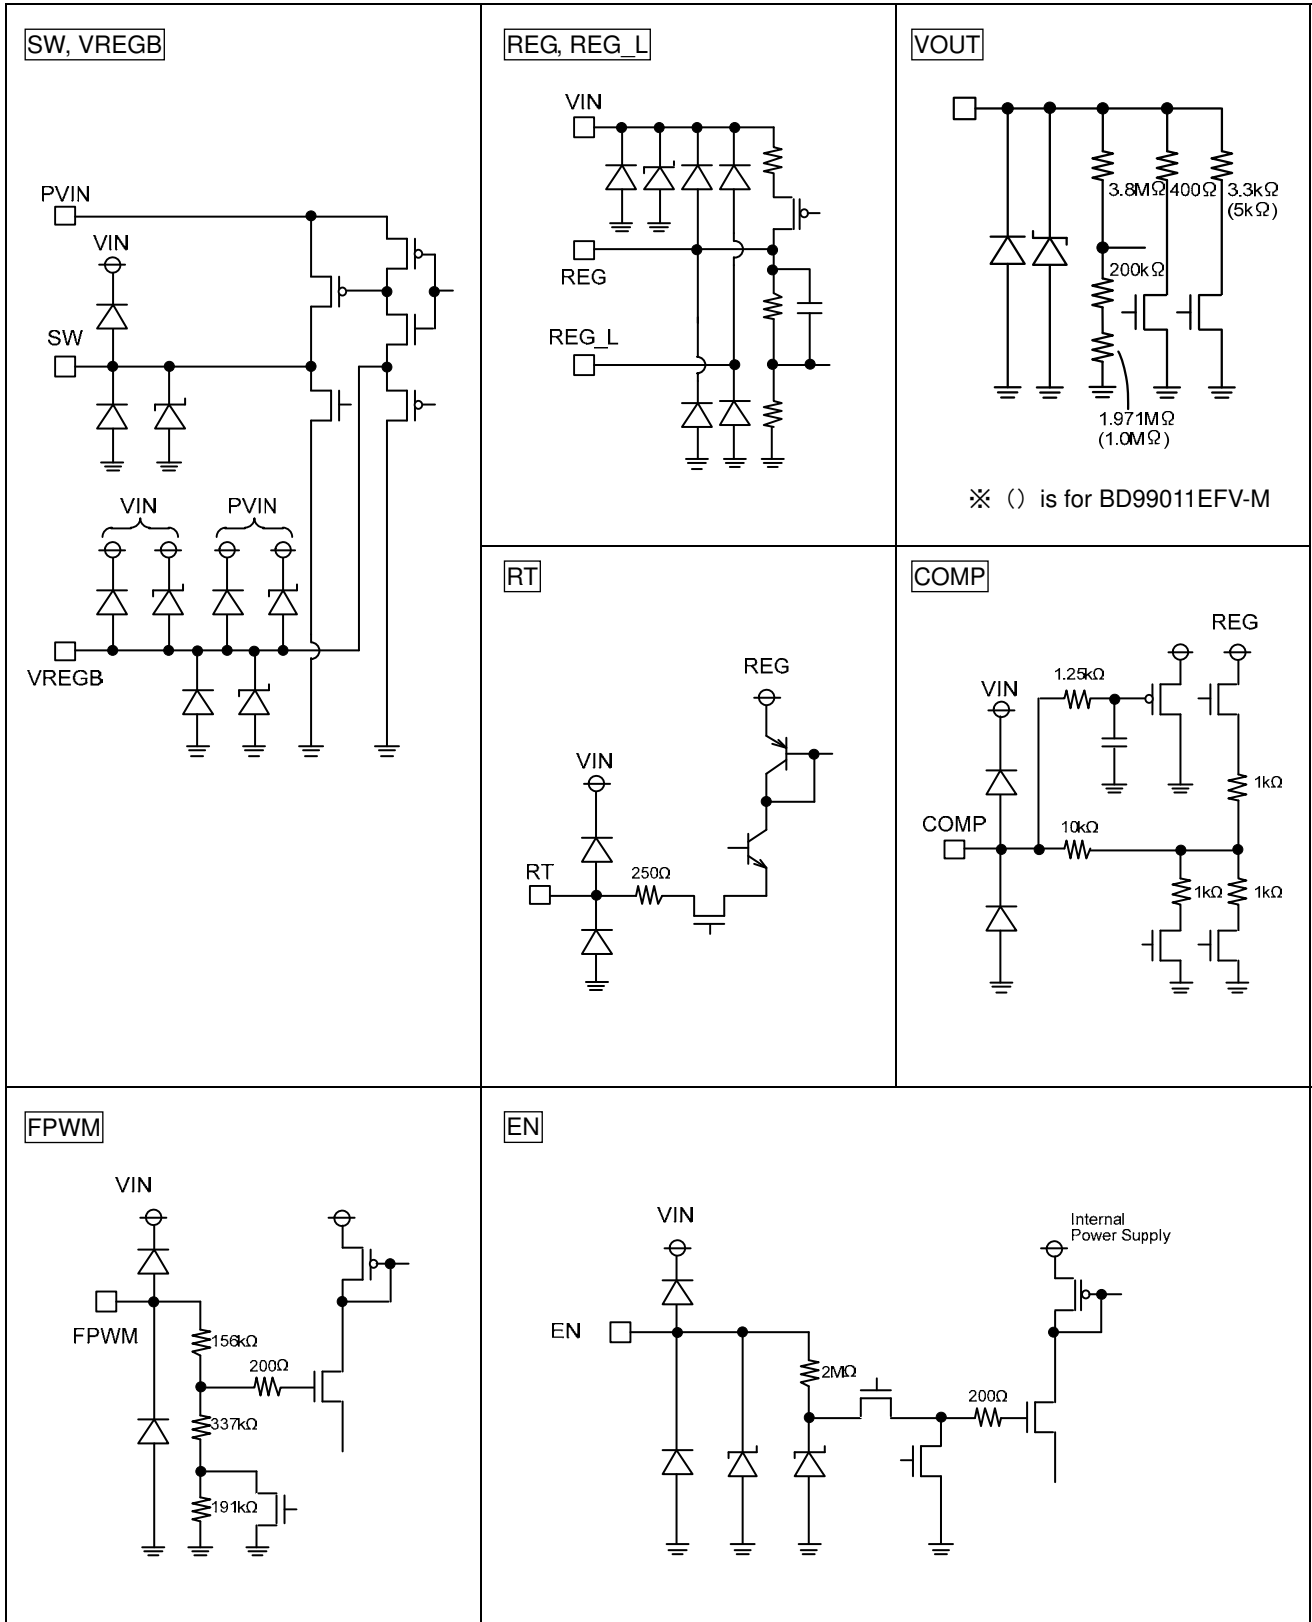 SW, VREGB
PVIN
VIN
SW
VIN
PVIN
VREGB
REG, REG_L
VIN
REG
REG_L
VOUT
3.8MΩ
400Ω
3.3kΩ
(5kΩ)
200kΩ
1.971MΩ
(1.0MΩ)
※ () is for BD99011EFV-M
RT
REG
VIN
RT
250Ω
COMP
REG
1.25kΩ
VIN
1kΩ
COMP
10kΩ
1kΩ
1kΩ
FPWM
VIN
FPWM
156kΩ
200Ω
337kΩ
191kΩ
EN
VIN
Internal
Power Supply
EN
2MΩ
200Ω